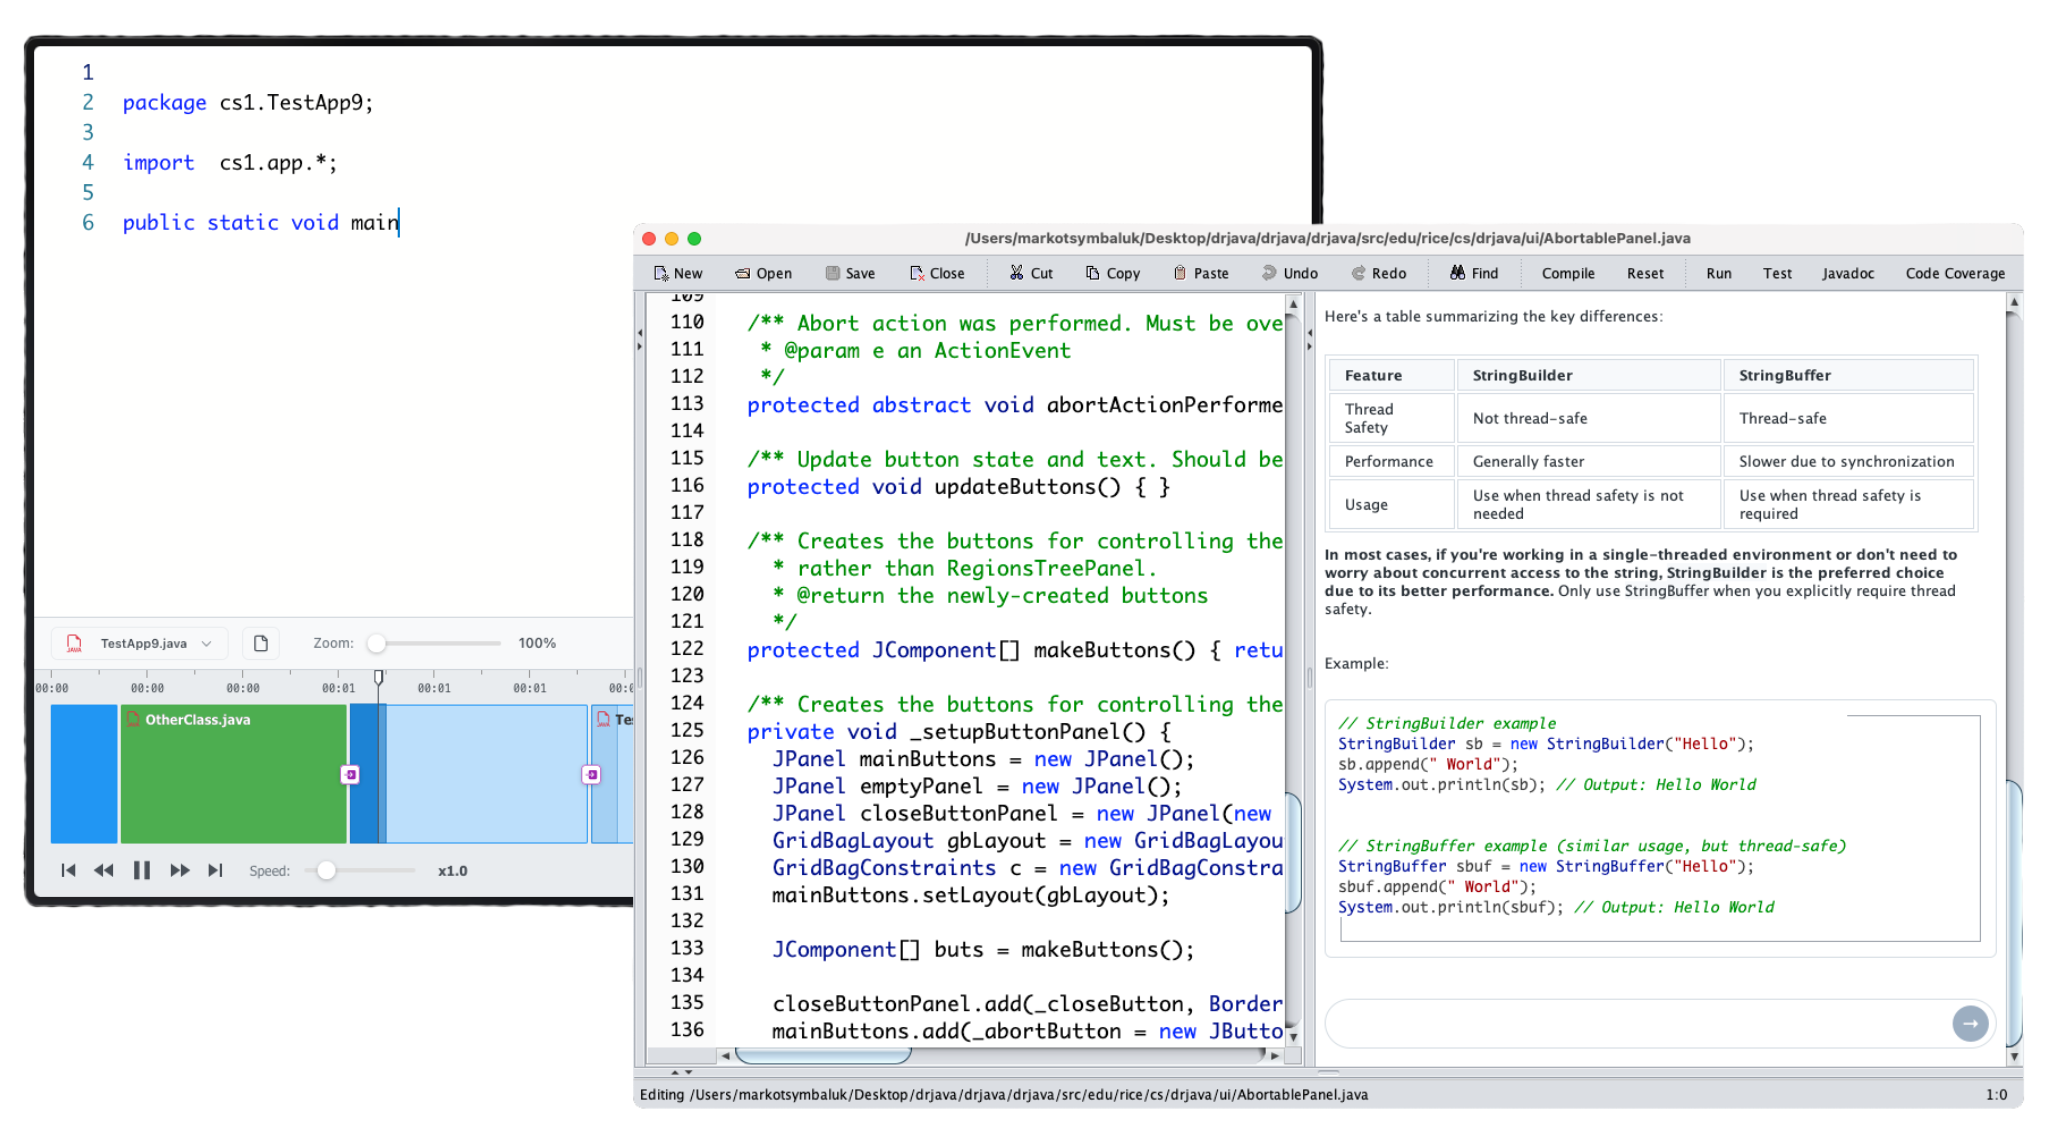 1
2 package cs1.TestApp9;
3
4 import  cs1.app.*;
5
6 public static void main
TestApp9.java
Zoom:
100%
00:00 00:00 00:00 00:01 00:01 00:01
OtherClass.java
Speed:
x1.0
/Users/markotsymbaluk/Desktop/drjava/drjava/drjava/src/edu/rice/cs/drjava/ui/AbortablePanel.java
New Open Save Close Cut Copy Paste Undo Redo Find Compile Reset Run Test Javadoc Code Coverage
109
110 /** Abort action was performed. Must be ove
111  * @param e an ActionEvent
112  */
113 protected abstract void abortActionPerforme
114
115 /** Update button state and text. Should be
116 protected void updateButtons() { }
117
118 /** Creates the buttons for controlling the
119   * rather than RegionsTreePanel.
120   * @return the newly-created buttons
121   */
122 protected JComponent[] makeButtons() { retu
123
124 /** Creates the buttons for controlling the
125 private void _setupButtonPanel() {
126   JPanel mainButtons = new JPanel();
127   JPanel emptyPanel = new JPanel();
128   JPanel closeButtonPanel = new JPanel(new
129   GridBagLayout gbLayout = new GridBagLayou
130   GridBagConstraints c = new GridBagConstra
131   mainButtons.setLayout(gbLayout);
132
133   JComponent[] buts = makeButtons();
134
135   closeButtonPanel.add(_closeButton, Border
136   mainButtons.add(_abortButton = new JButto
Here's a table summarizing the key differences:
Feature StringBuilder StringBuffer
Thread Safety Not thread-safe Thread-safe
Performance Generally faster Slower due to synchronization
Usage Use when thread safety is not needed Use when thread safety is required
In most cases, if you're working in a single-threaded environment or don't need to
worry about concurrent access to the string, StringBuilder is the preferred choice
due to its better performance. Only use StringBuffer when you explicitly require thread
safety.
Example:
// StringBuilder example
StringBuilder sb = new StringBuilder("Hello");
sb.append(" World");
System.out.println(sb); // Output: Hello World
// StringBuffer example (similar usage, but thread-safe)
StringBuffer sbuf = new StringBuffer("Hello");
sbuf.append(" World");
System.out.println(sbuf); // Output: Hello World
Editing /Users/markotsymbaluk/Desktop/drjava/drjava/drjava/src/edu/rice/cs/drjava/ui/AbortablePanel.java
1:0